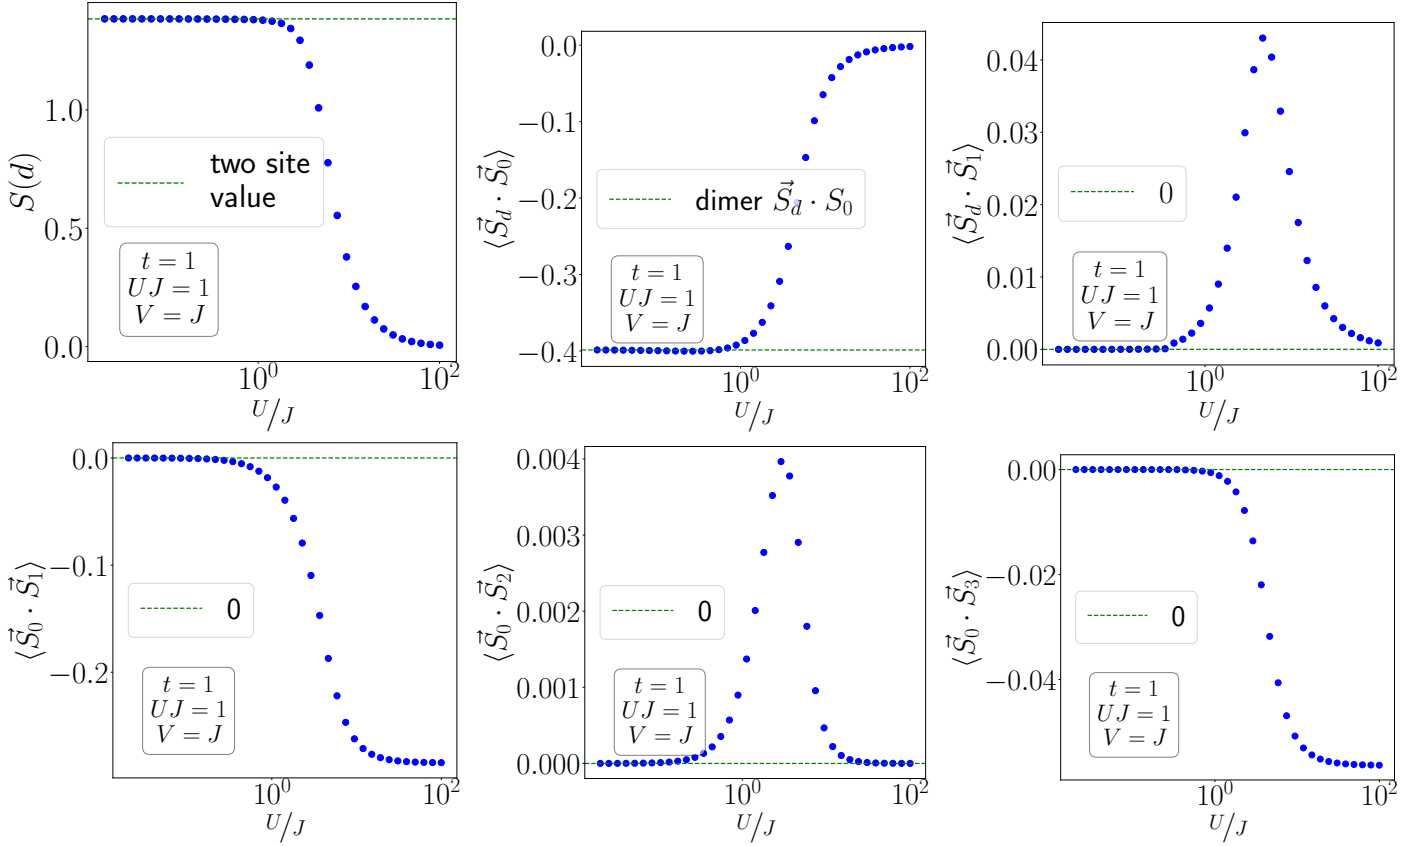 S(d)
1.0
0.5
0.0
10^0
10^2
U/J
two site
value
t = 1
UJ = 1
V = J
⟨S⃗_d · S⃗_0⟩
0.0
−0.1
−0.2
−0.3
−0.4
10^0
10^2
U/J
dimer S⃗_d · S_0
t = 1
UJ = 1
V = J
⟨S⃗_d · S⃗_1⟩
0.04
0.03
0.02
0.01
0.00
10^0
10^2
U/J
0
t = 1
UJ = 1
V = J
⟨S⃗_0 · S⃗_1⟩
0.0
−0.1
−0.2
10^0
10^2
U/J
0
t = 1
UJ = 1
V = J
⟨S⃗_0 · S⃗_2⟩
0.004
0.003
0.002
0.001
0.000
10^0
10^2
U/J
0
t = 1
UJ = 1
V = J
⟨S⃗_0 · S⃗_3⟩
0.00
−0.02
−0.04
10^0
10^2
U/J
0
t = 1
UJ = 1
V = J